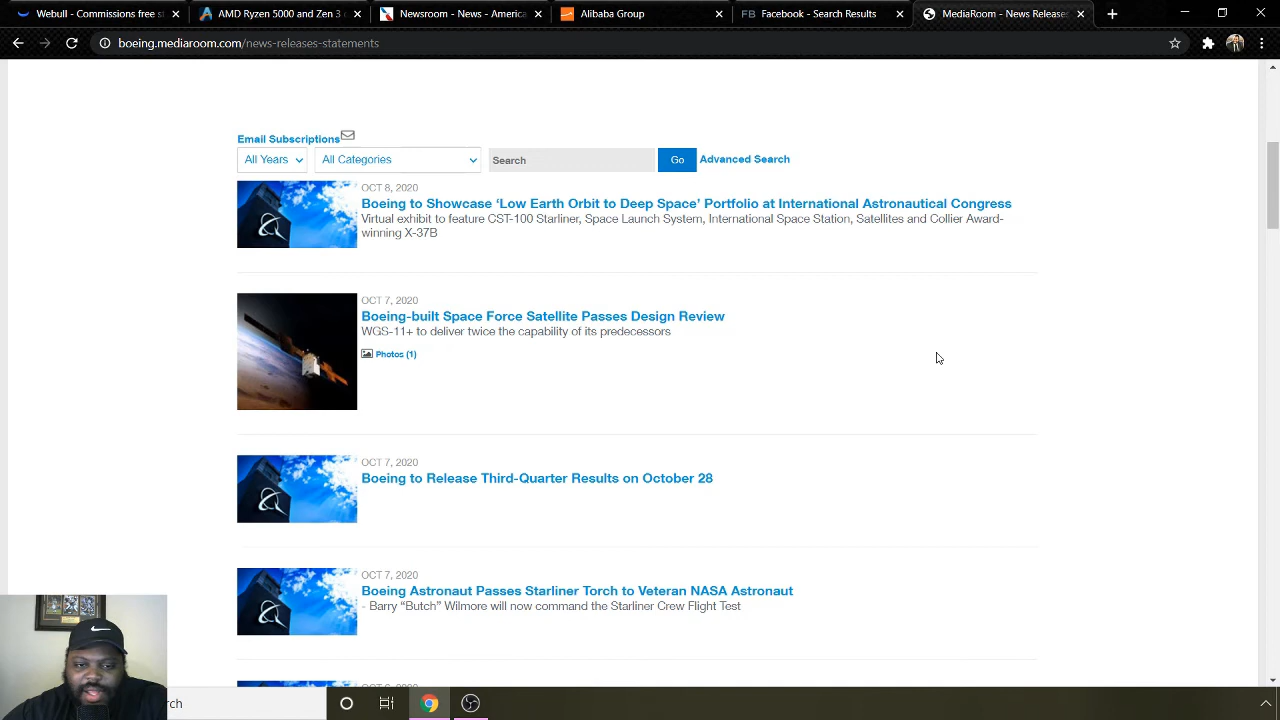 Webull - Commissions free s
AMD Ryzen 5000 and Zen 3
Newsroom - News - America
Alibaba Group
FB Facebook - Search Results
MediaRoom - News Releases
boeing.mediaroom.com/news-releases-statements
Email Subscriptions
All Years
All Categories
Search
Go
Advanced Search
OCT 8, 2020
Boeing to Showcase ‘Low Earth Orbit to Deep Space’ Portfolio at International Astronautical Congress
Virtual exhibit to feature CST-100 Starliner, Space Launch System, International Space Station, Satellites and Collier Award-
winning X-37B
OCT 7, 2020
Boeing-built Space Force Satellite Passes Design Review
WGS-11+ to deliver twice the capability of its predecessors
Photos (1)
OCT 7, 2020
Boeing to Release Third-Quarter Results on October 28
OCT 7, 2020
Boeing Astronaut Passes Starliner Torch to Veteran NASA Astronaut
- Barry “Butch” Wilmore will now command the Starliner Crew Flight Test
rch